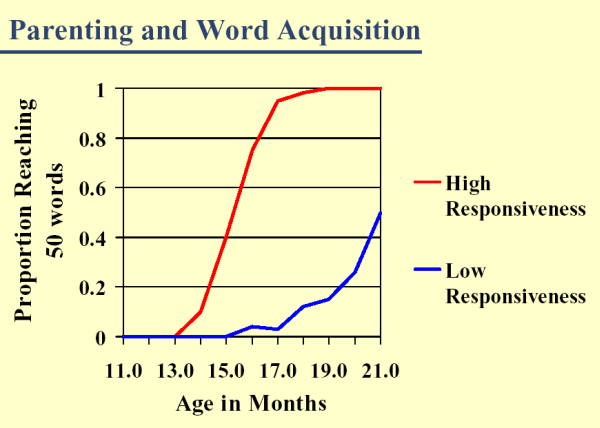 Parenting and Word Acquisition
Proportion Reaching
50 words
1
0.8
0.6
0.4
0.2
0
11.0 13.0 15.0 17.0 19.0 21.0
Age in Months
High
Responsiveness
Low
Responsiveness